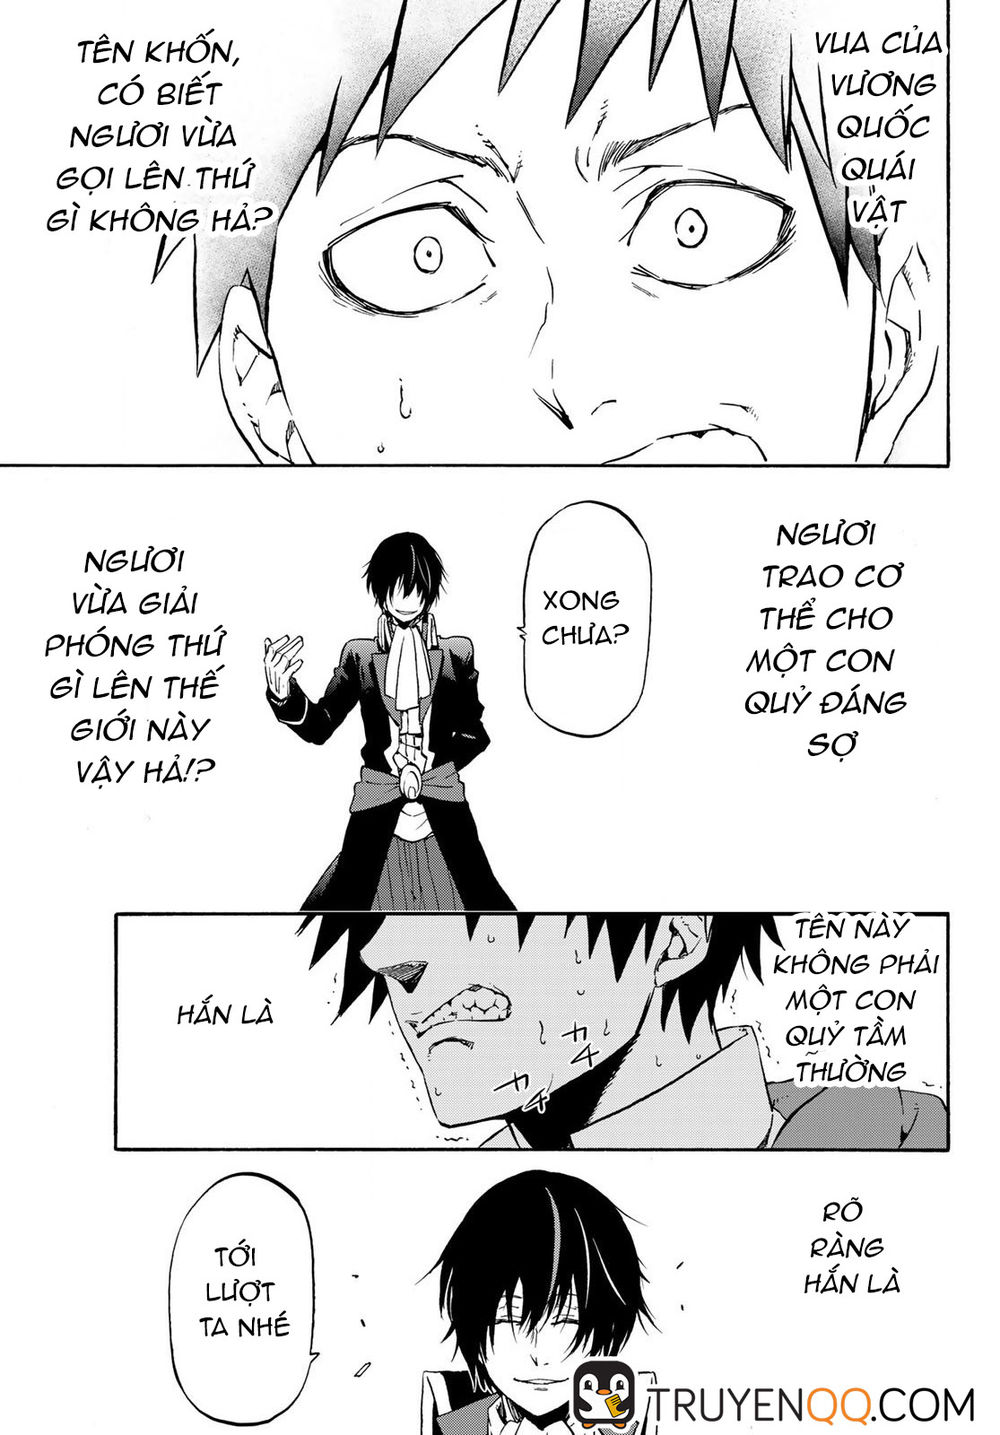 VUA CỦA
VƯƠNG
QUỐC
QUÁI
VẬT
TÊN KHỐN,
CÓ BIẾT
NGƯƠI VỪA
GỌI LÊN THỨ
GÌ KHÔNG HẢ?
NGƯƠI
TRAO CƠ
THỂ CHO
MỘT CON
QUỶ ĐÁNG
SỢ
XONG
CHƯA?
NGƯƠI
VỪA GIẢI
PHÓNG THỨ
GÌ LÊN THẾ
GIỚI NÀY
VẬY HẢ!?
TÊN NÀY
KHÔNG PHẢI
MỘT CON
QUỶ TẦM
THƯỜNG
HẮN LÀ
RÕ
RÀNG
HẮN LÀ
TỚI
LƯỢT
TA NHÉ
TRUYENQQ.COM